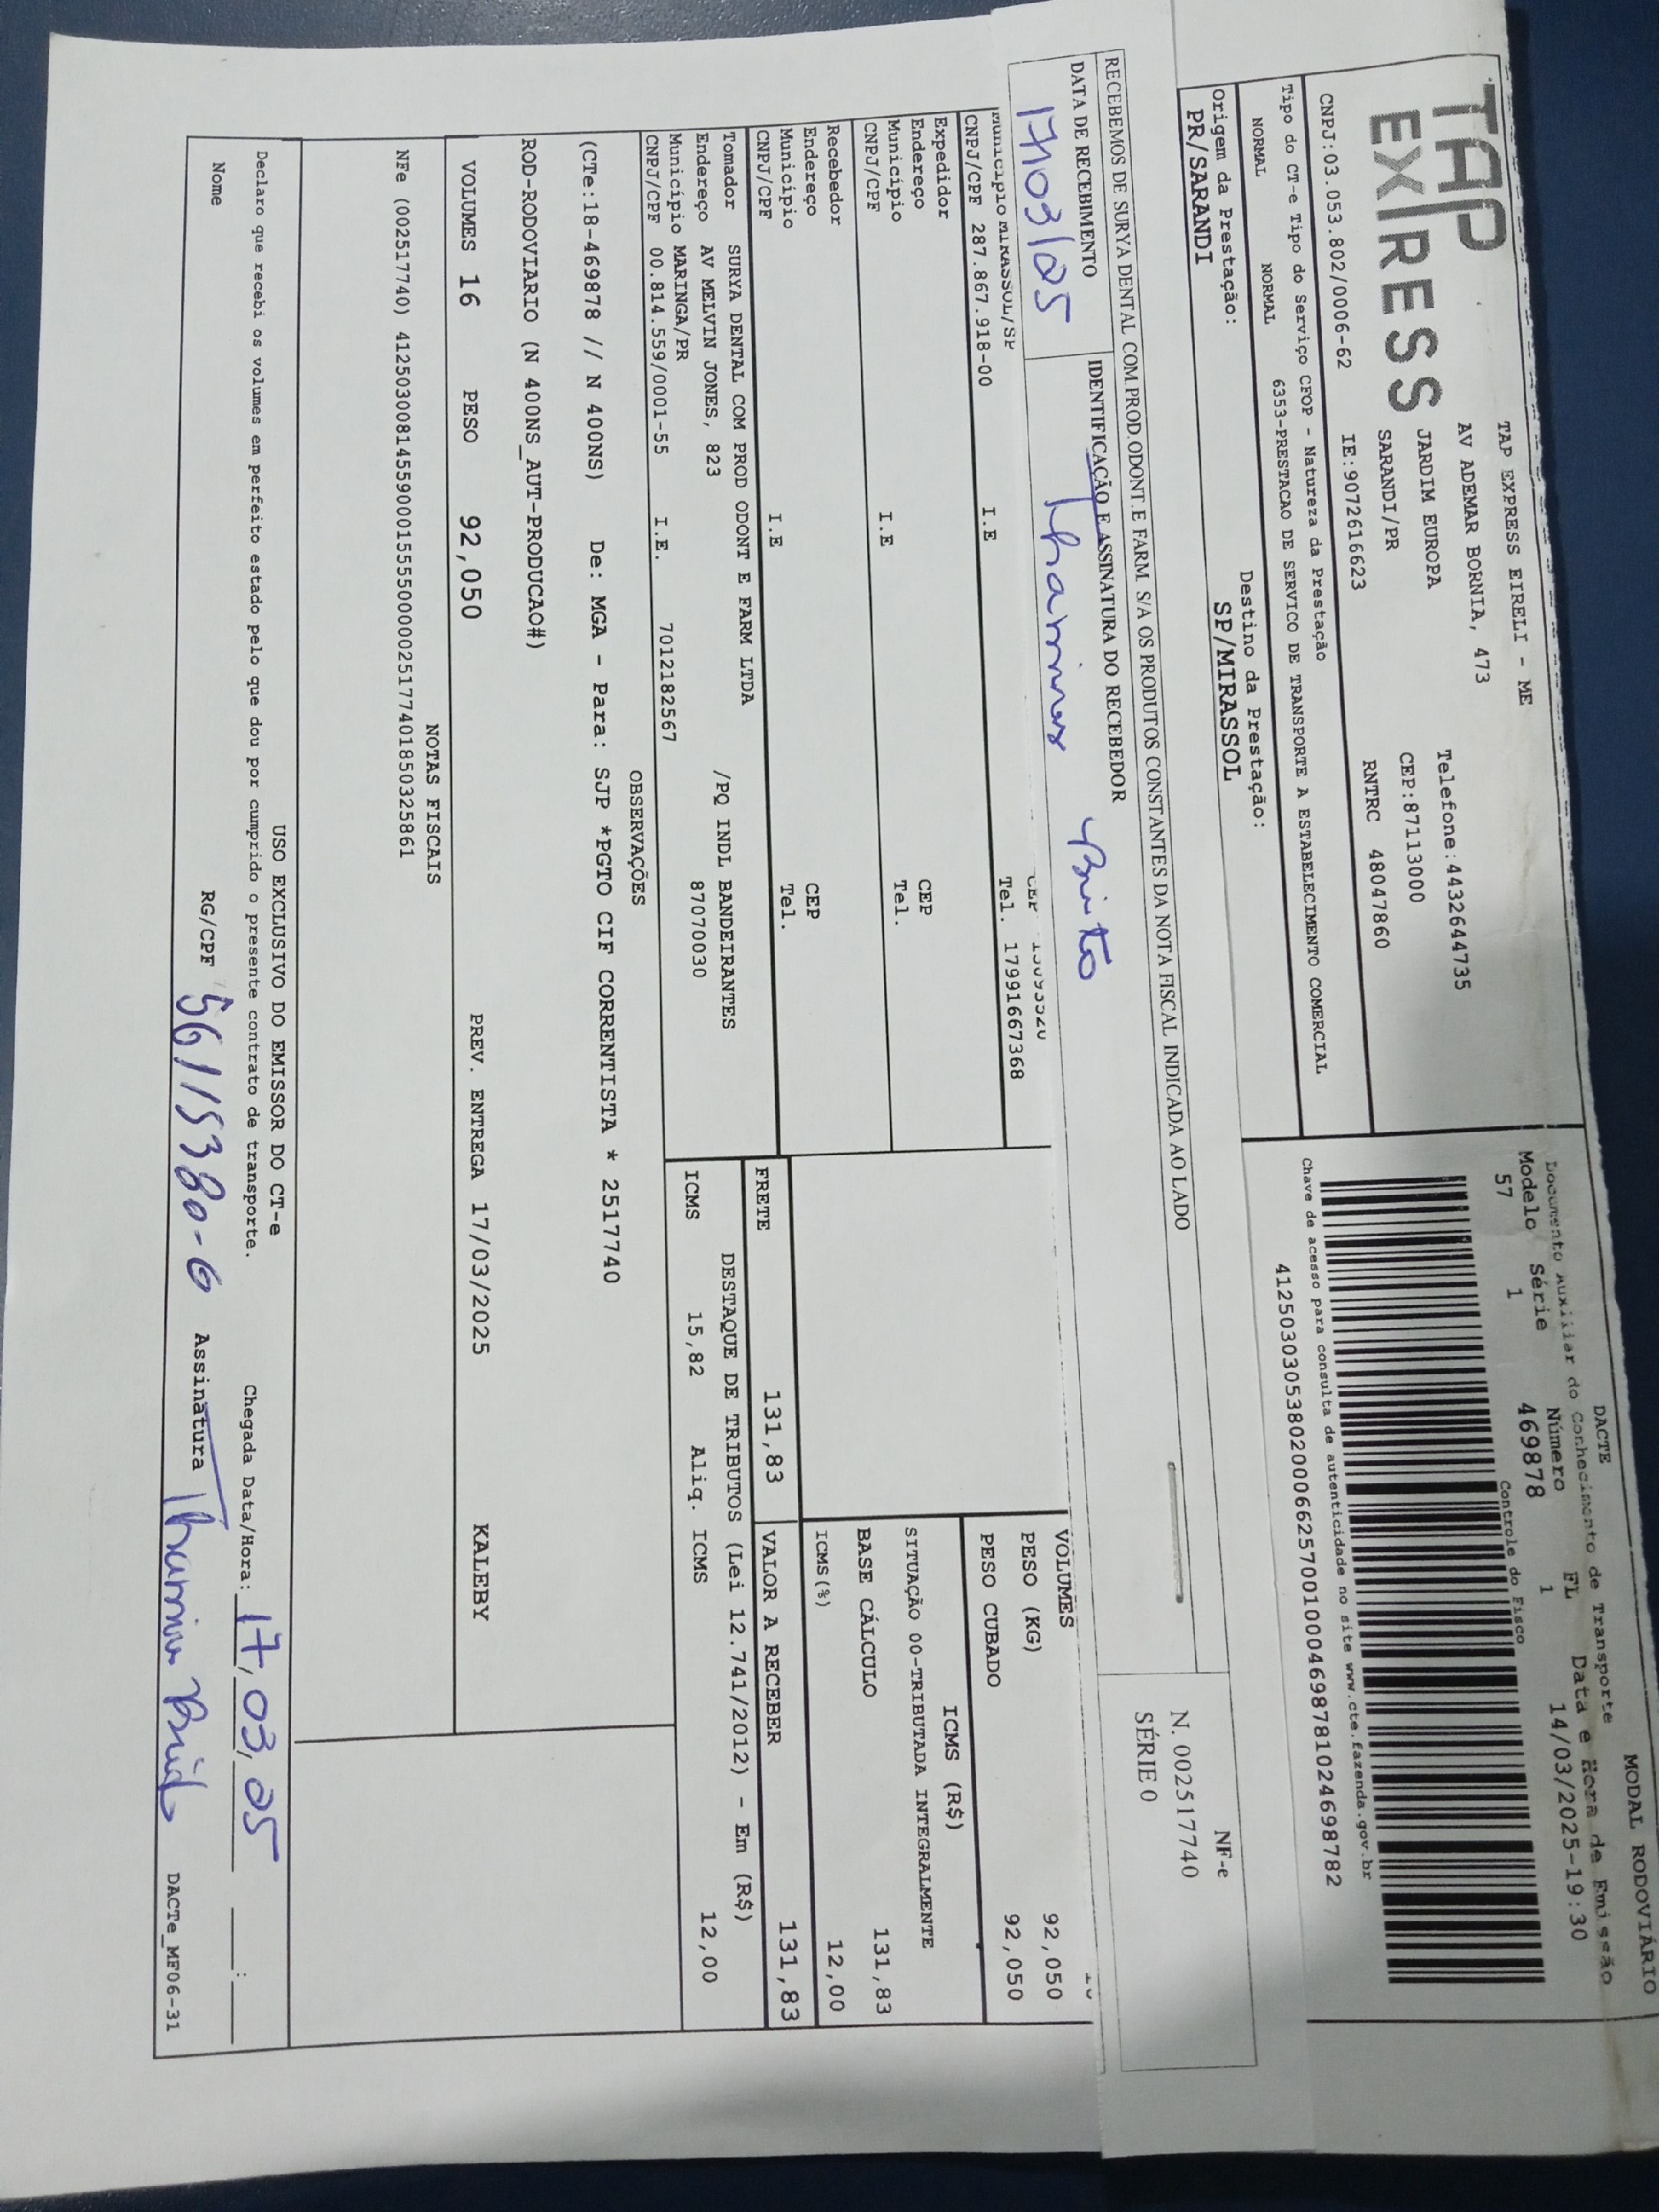 MODAL RODOVIÁRIO
TAP
EXPRESS
TAP EXPRESS EIRELI - ME
AV ADEMAR BORNIA, 473
JARDIM EUROPA
SARANDI/PR
Telefone:4432644735
CEP:87113000
RNTRC 48047860
CNPJ:03.053.802/0006-62 IE:9072616623
DACTE
Documento Auxiliar do Conhecimento de Transporte
Modelo Série Número FL Data e Hora de Emissão
57 1 469878 1 14/03/2025-19:30
Controle do Fisco
Tipo do CT-e Tipo do Serviço CFOP - Natureza da Prestação
NORMAL NORMAL 6353-PRESTACAO DE SERVICO DE TRANSPORTE A ESTABELECIMENTO COMERCIAL
Chave de acesso para consulta de autenticidade no site www.cte.fazenda.gov.br
41250303053802000662570010004698781024698782
Origem da Prestação:
PR/SARANDI
Destino da Prestação:
SP/MIRASSOL
RECEBEMOS DE SURYA DENTAL COM.PROD.ODONT.E FARM. S/A OS PRODUTOS CONSTANTES DA NOTA FISCAL INDICADA AO LADO
NF-e
N. 002517740
SÉRIE 0
DATA DE RECEBIMENTO
17/03/25
IDENTIFICAÇÃO E ASSINATURA DO RECEBEDOR
Brito
Município MIRASSOL/SP
CEP
CNPJ/CPF 287.867.918-00 I.E Tel. 17991667368
Expedidor
Endereço CEP
Município Tel.
CNPJ/CPF I.E
Recebedor
Endereço CEP
Município Tel.
CNPJ/CPF I.E
VOLUMES
PESO (KG) 92,050
PESO CUBADO 92,050
ICMS (R$)
SITUAÇÃO 00-TRIBUTADA INTEGRALMENTE
BASE CÁLCULO 131,83
ICMS(%) 12,00
Tomador SURYA DENTAL COM PROD ODONT E FARM LTDA
Endereço AV MELVIN JONES, 823 /PQ INDL BANDEIRANTES
Município MARINGA/PR 87070030
CNPJ/CPF 00.814.559/0001-55 I.E. 7012182567
FRETE 131,83 VALOR A RECEBER 131,83
DESTAQUE DE TRIBUTOS (Lei 12.741/2012) - Em (R$)
ICMS 15,82 Aliq. ICMS 12,00
OBSERVAÇÕES
(CTe:18-469878 // N 400NS) De: MGA - Para: SJP *PGTO CIF CORRENTISTA * 2517740
ROD-RODOVIARIO (N 400NS_AUT-PRODUCAO#)
VOLUMES 16 PESO 92,050 PREV. ENTREGA 17/03/2025 KALEBY
NOTAS FISCAIS
NFe (002517740) 41250300814559000155550000025177401850325861
USO EXCLUSIVO DO EMISSOR DO CT-e
Declaro que recebi os volumes em perfeito estado pelo que dou por cumprido o presente contrato de transporte.
Chegada Data/Hora: 17/03/25 __:__
Nome RG/CPF 56115380-0 Assinatura
DACTe_MF06-31